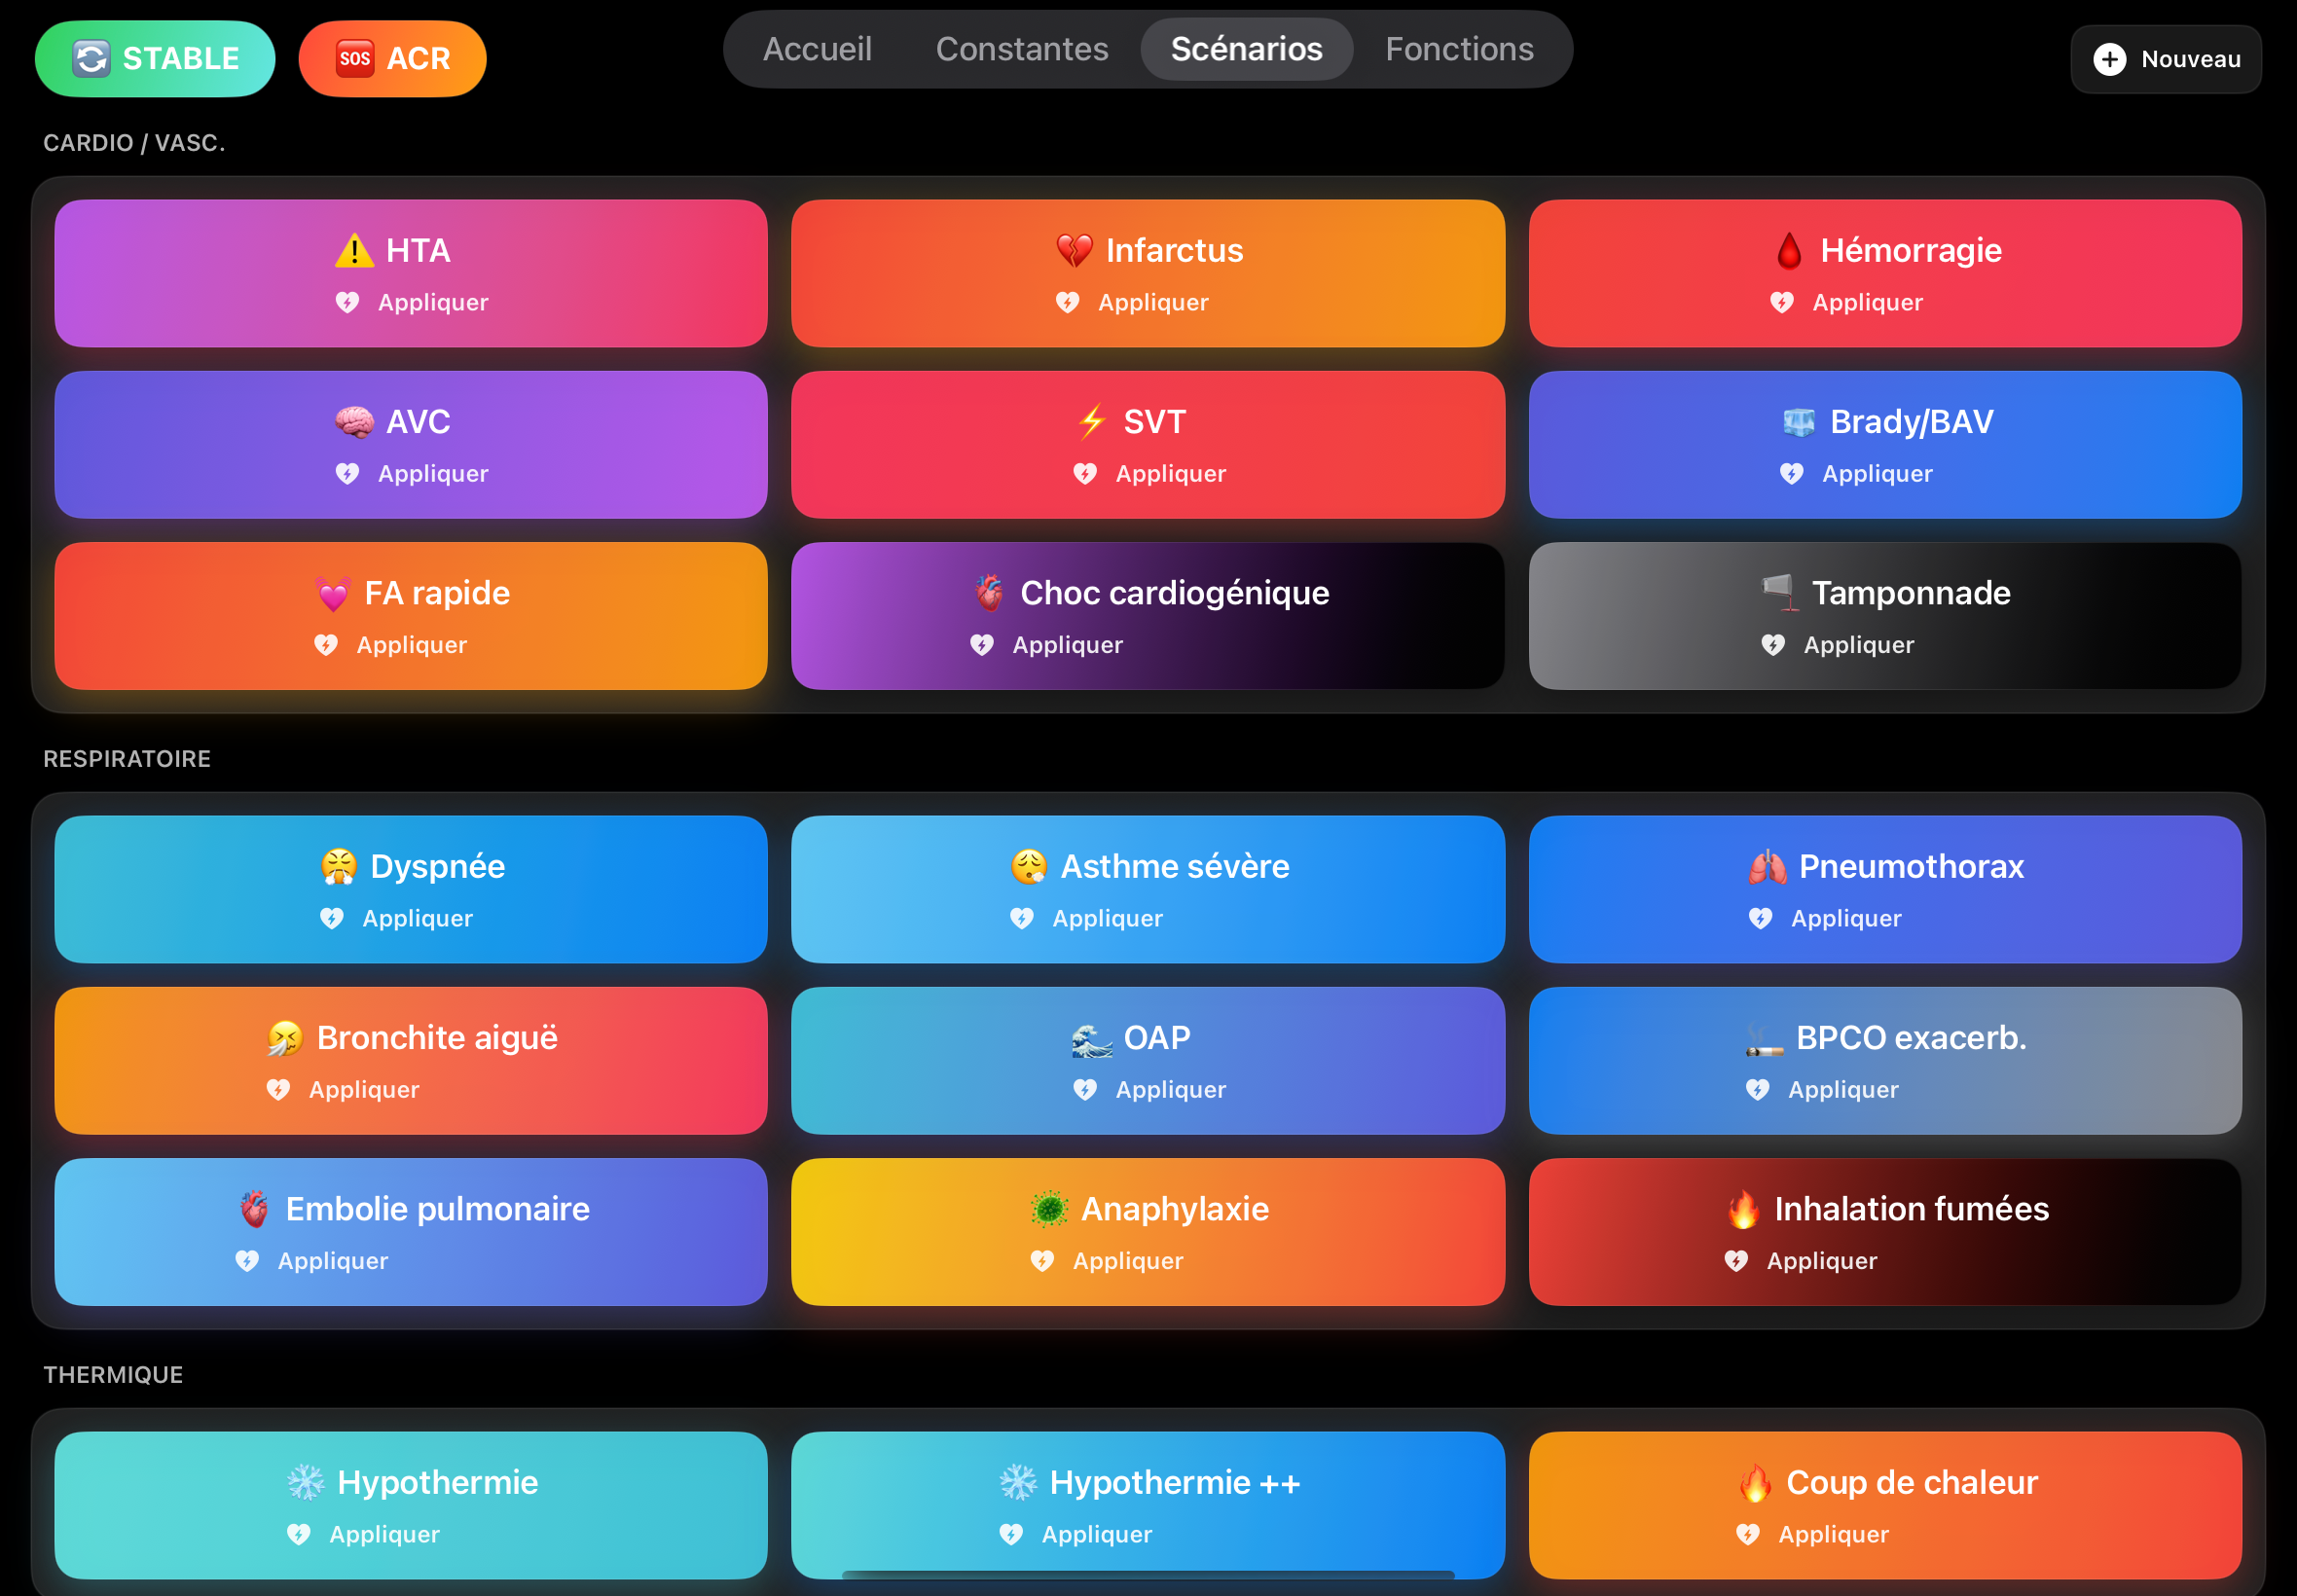 STABLE
SOS ACR
Accueil Constantes Scénarios Fonctions
Nouveau
CARDIO / VASC.
HTA
Appliquer
Infarctus
Appliquer
Hémorragie
Appliquer
AVC
Appliquer
SVT
Appliquer
Brady/BAV
Appliquer
FA rapide
Appliquer
Choc cardiogénique
Appliquer
Tamponnade
Appliquer
RESPIRATOIRE
Dyspnée
Appliquer
Asthme sévère
Appliquer
Pneumothorax
Appliquer
Bronchite aiguë
Appliquer
OAP
Appliquer
BPCO exacerb.
Appliquer
Embolie pulmonaire
Appliquer
Anaphylaxie
Appliquer
Inhalation fumées
Appliquer
THERMIQUE
Hypothermie
Appliquer
Hypothermie ++
Appliquer
Coup de chaleur
Appliquer